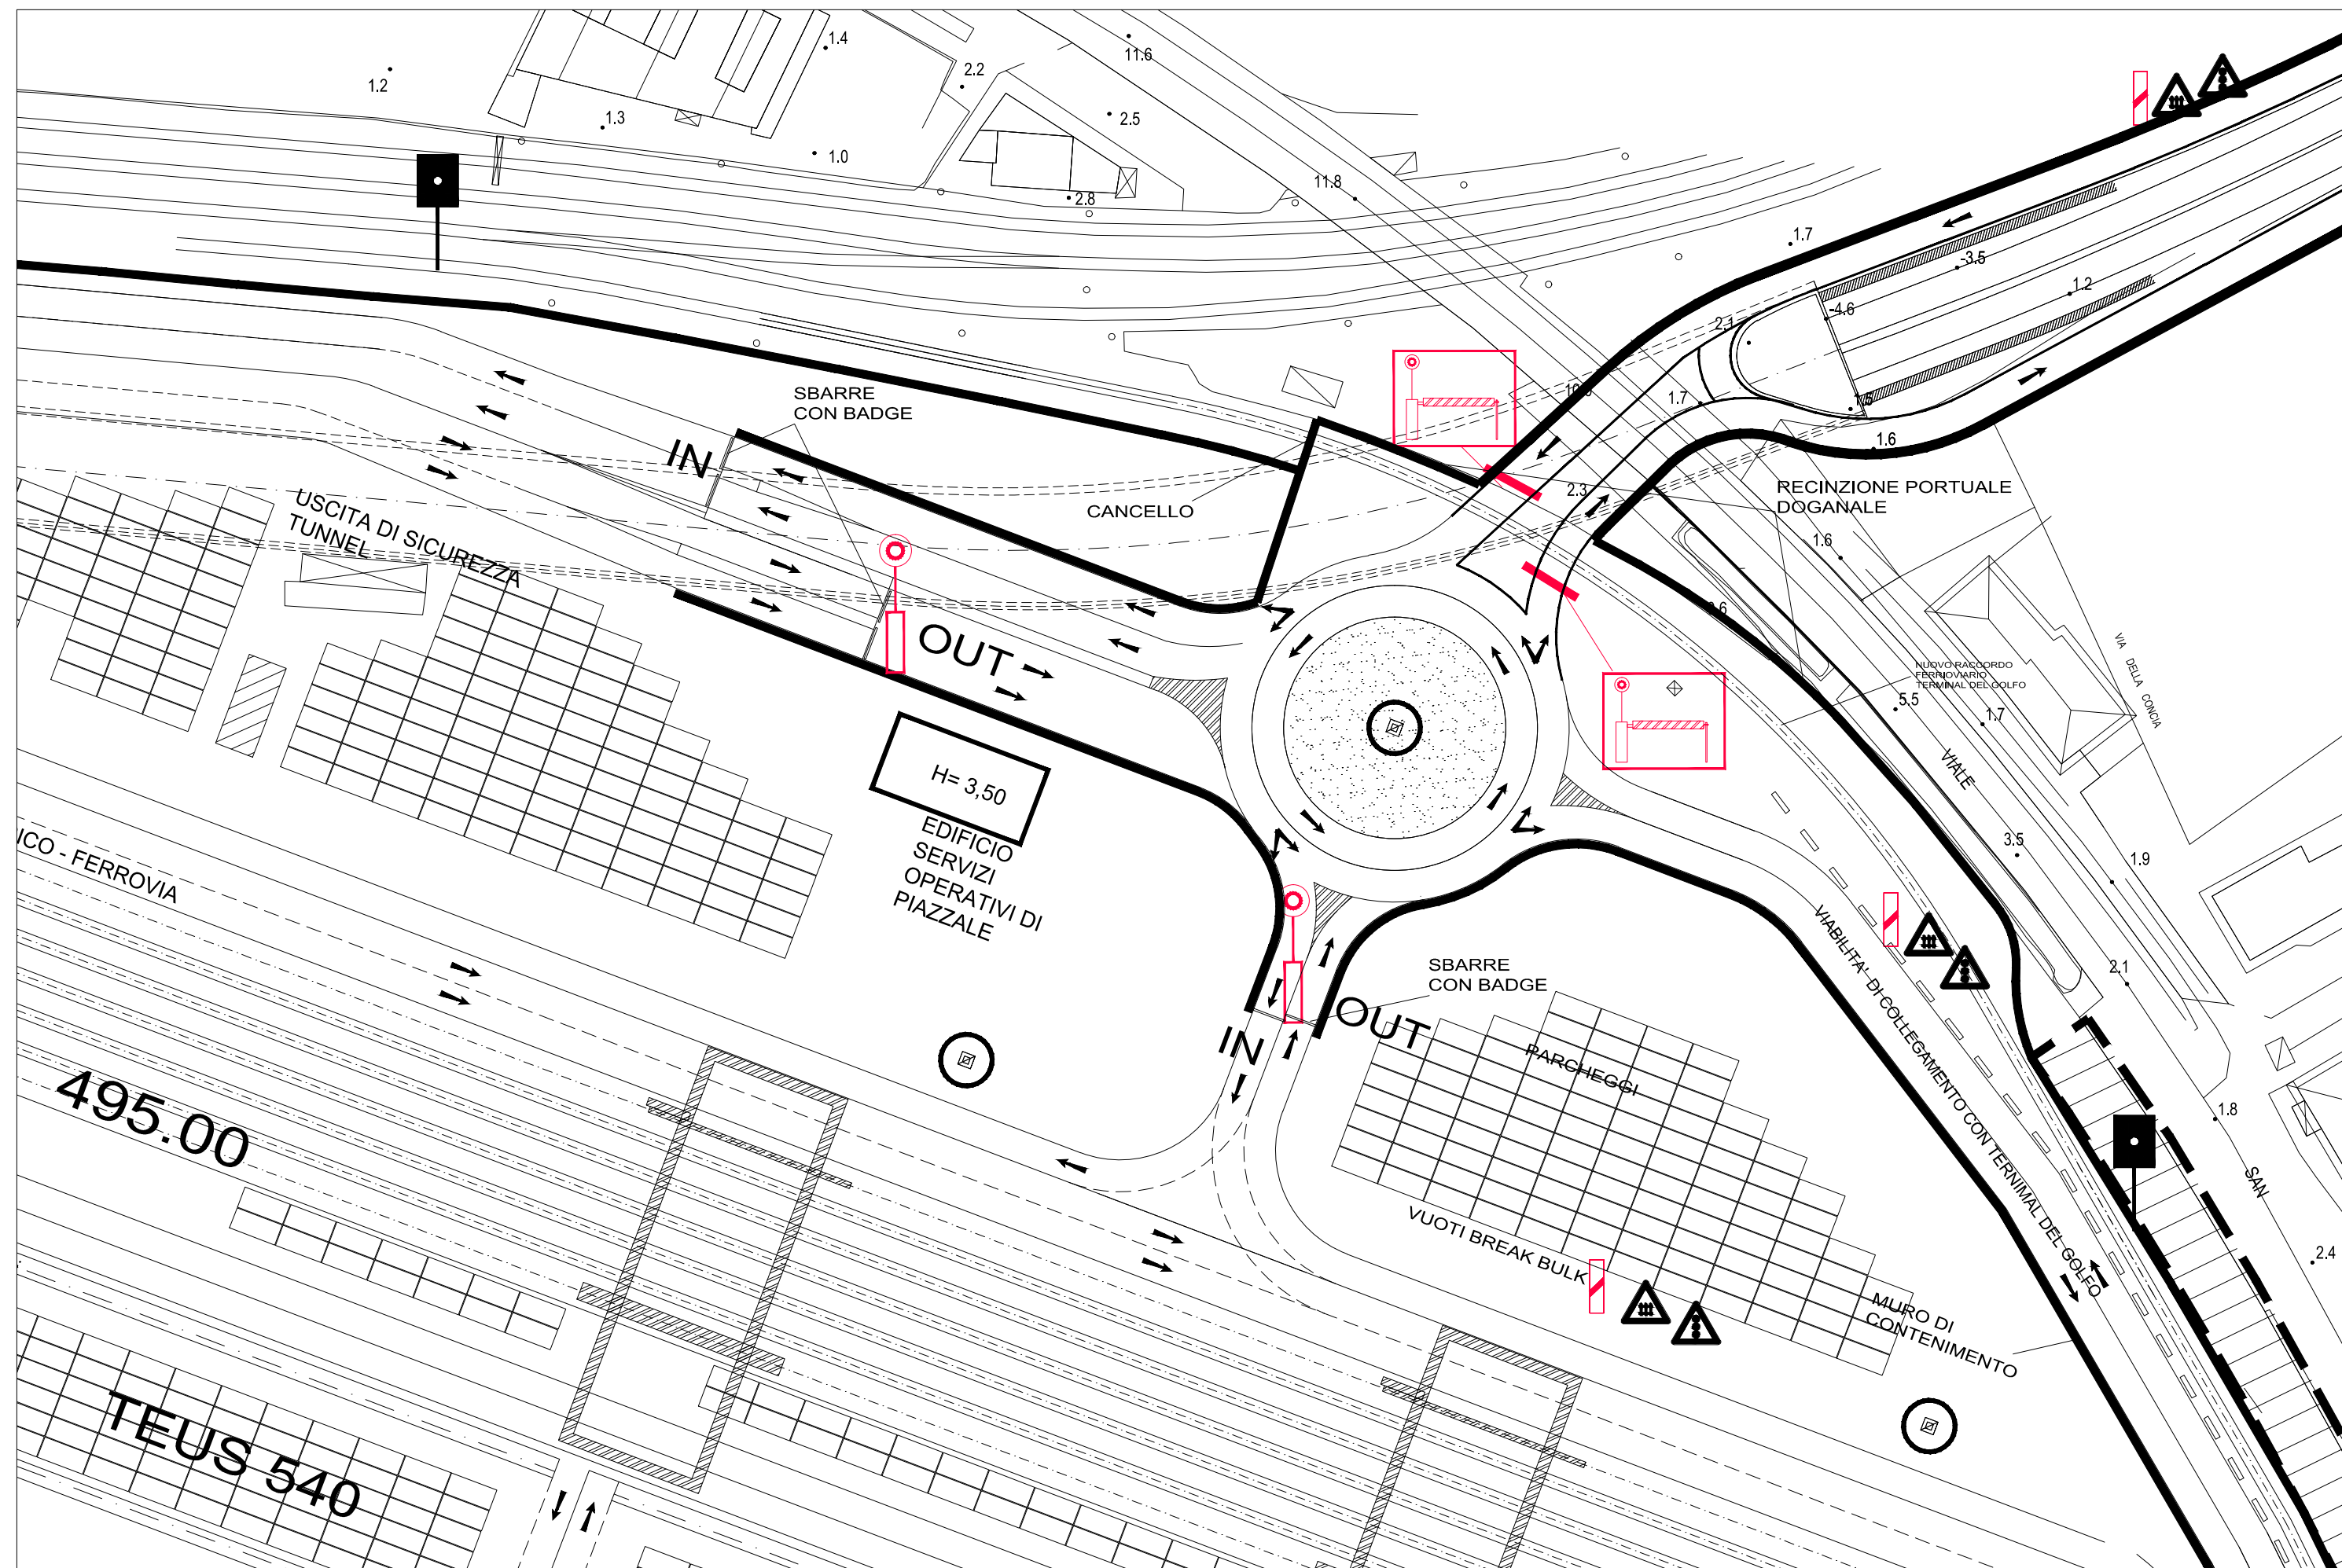 1.4
11.6
2.2
1.2
2.5
1.3
1.0
11.8
2.8
1.7
-3.5
1.2
-4.6
2.1
1.7
1.5
1.6
SBARRE
CON BADGE
IN
CANCELLO
2.3
RECINZIONE PORTUALE
DOGANALE
USCITA DI SICUREZZA
TUNNEL
1.6
OUT
NUOVO RACCORDO
FERROVIARIO
TERMINAL DEL GOLFO
VIA DELLA CONCIA
5.5
1.7
VIALE
H= 3,50
EDIFICIO
SERVIZI
OPERATIVI DI
PIAZZALE
3.5
1.9
ICO - FERROVIA
VIABILITA' DI COLLEGAMENTO CON TERNIMAL DEL GOLFO
SBARRE
CON BADGE
2.1
IN
OUT
PARCHEGGI
495.00
1.8
SAN
VUOTI BREAK BULK
2.4
MURO DI
CONTENIMENTO
TEUS 540